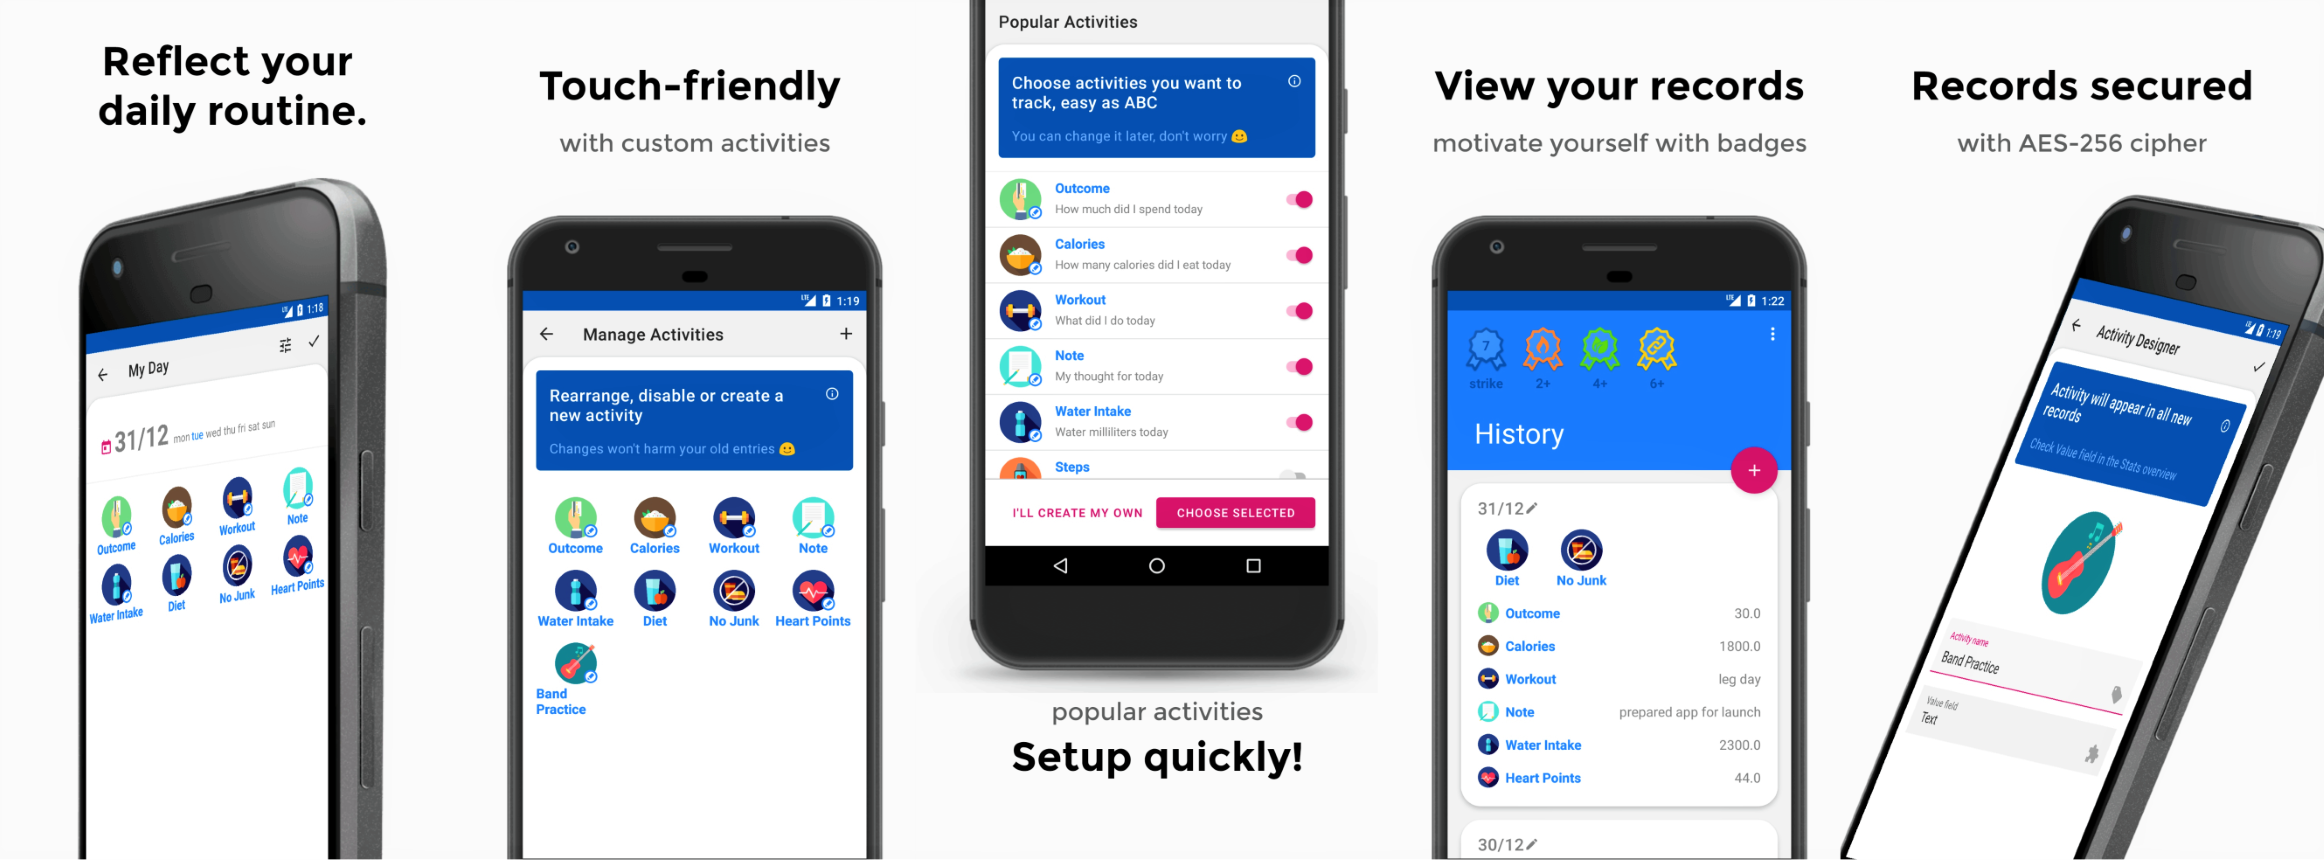 Reflect your
daily routine.
LTE 1:18
My Day
31/12 mon tue wed thu fri sat sun
Outcome Calories Workout Note
Water Intake Diet No Junk Heart Points
Touch-friendly
with custom activities
LTE 1:19
Manage Activities
Rearrange, disable or create a
new activity
Changes won't harm your old entries
Outcome Calories Workout Note
Water Intake Diet No Junk Heart Points
Band
Practice
Popular Activities
Choose activities you want to
track, easy as ABC
You can change it later, don't worry
Outcome
How much did I spend today
Calories
How many calories did I eat today
Workout
What did I do today
Note
My thought for today
Water Intake
Water milliliters today
Steps
I'LL CREATE MY OWN CHOOSE SELECTED
popular activities
Setup quickly!
View your records
motivate yourself with badges
LTE 1:22
7
strike 2+ 4+ 6+
History
31/12
Diet No Junk
Outcome 30.0
Calories 1800.0
Workout leg day
Note prepared app for launch
Water Intake 2300.0
Heart Points 44.0
30/12
Records secured
with AES-256 cipher
LTE 1:19
Activity Designer
Activity will appear in all new
records
Check Value field in the Stats overview
Activity name
Band Practice
Value field
Text